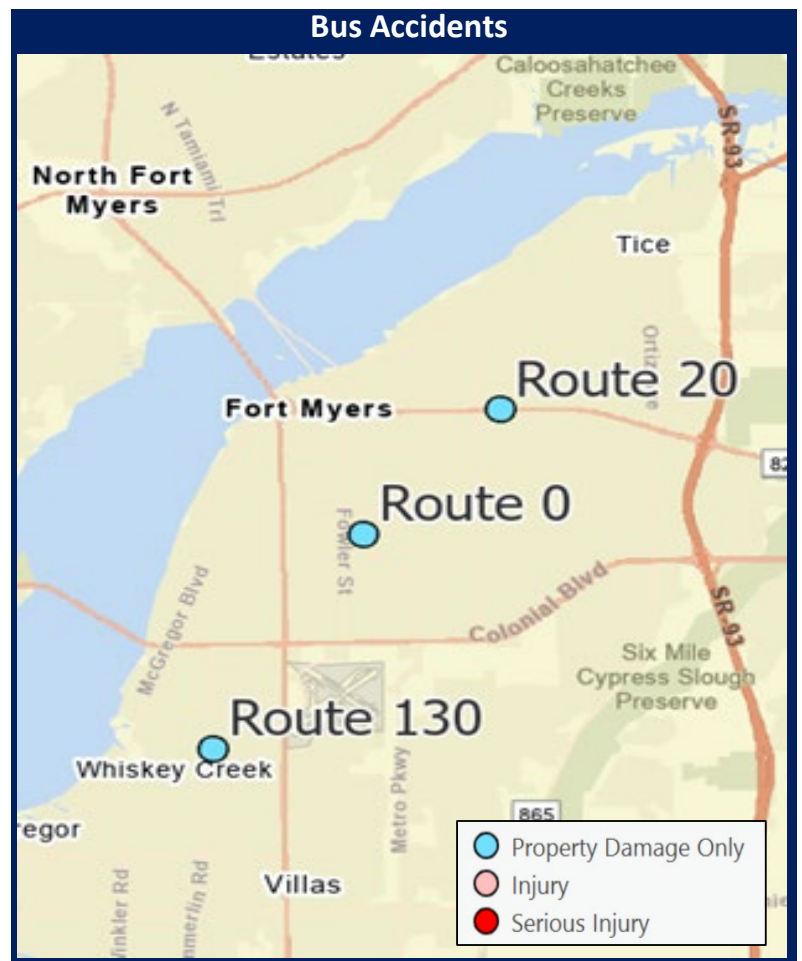 Bus Accidents
Estates
Caloosahatchee
Creeks
Preserve
N Tamiami Trl
SR-93
North Fort
Myers
Tice
Ortiz
Route 20
Fort Myers
82
Route 0
Fowler St
Colonial Blvd
McGregor Blvd
SR-93
Six Mile
Cypress Slough
Preserve
Route 130
Whiskey Creek
Metro Pkwy
865
egor
Villas
Winkler Rd
mmerlin Rd
Property Damage Only
Injury
Serious Injury